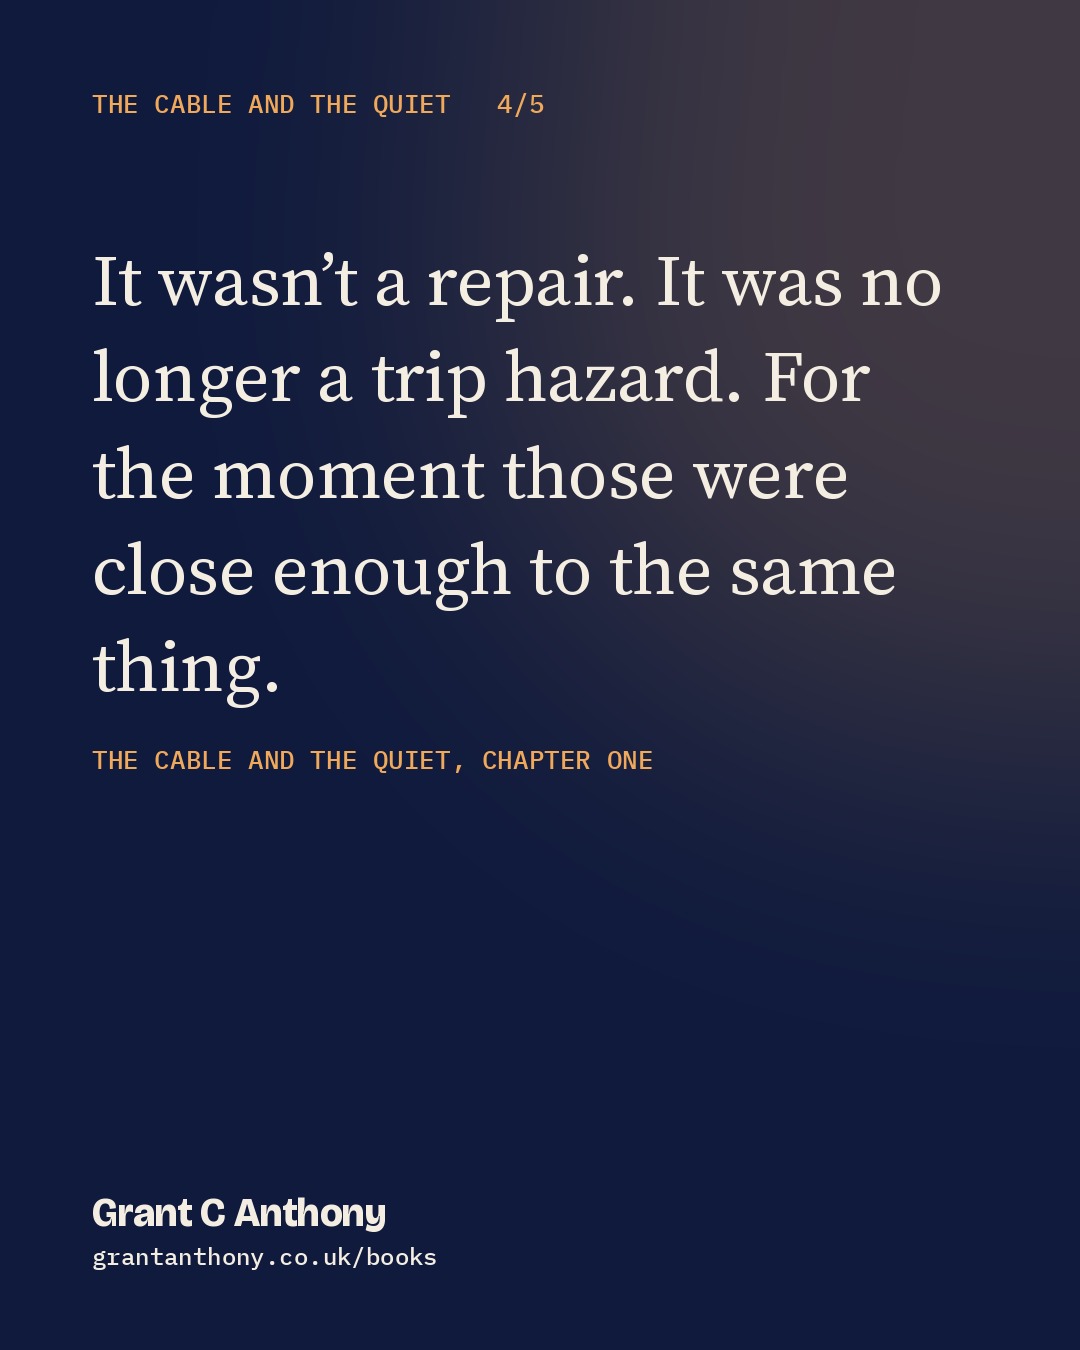 THE CABLE AND THE QUIET   4/5
It wasn’t a repair. It was no
longer a trip hazard. For
the moment those were
close enough to the same
thing.
THE CABLE AND THE QUIET, CHAPTER ONE
Grant C Anthony
grantanthony.co.uk/books